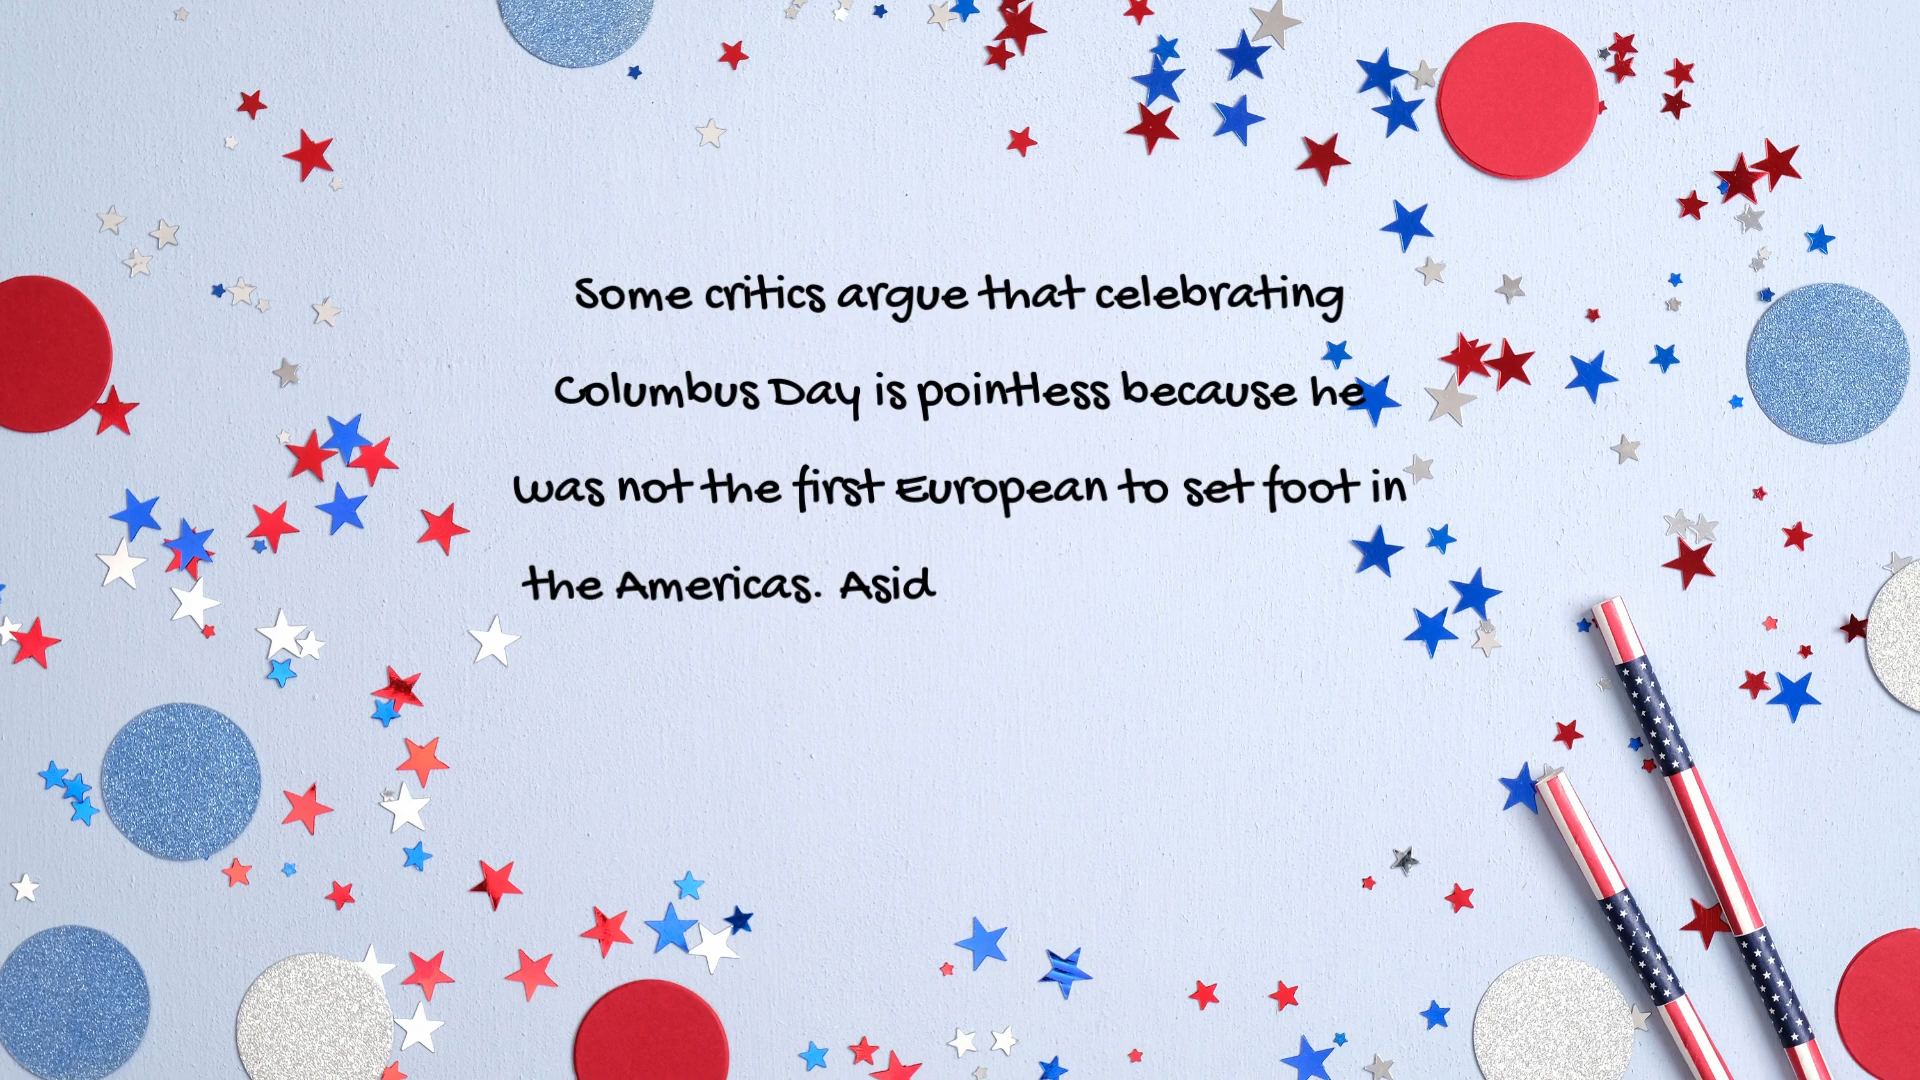 Some critics argue that celebrating
Columbus Day is pointless because he
was not the first European to set foot in
the Americas. Asid